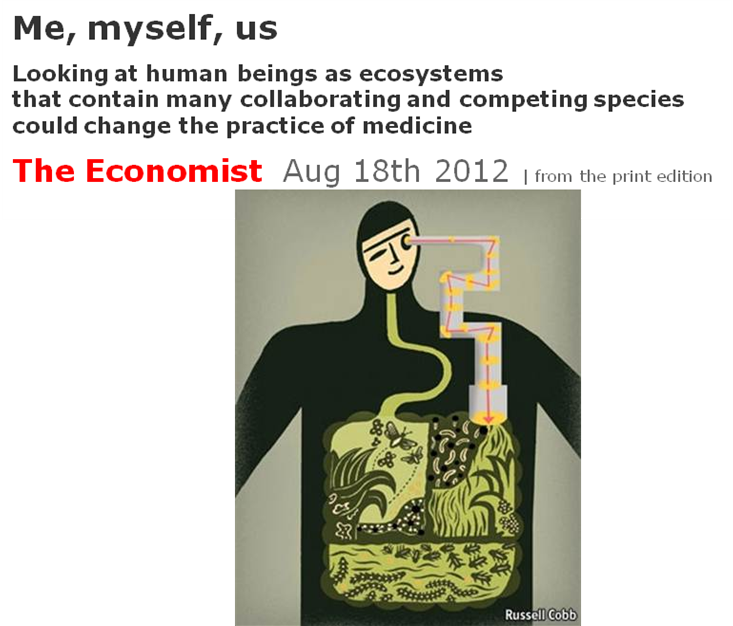 Me, myself, us
Looking at human beings as ecosystems
that contain many collaborating and competing species
could change the practice of medicine
The Economist Aug 18th 2012 | from the print edition
Russell Cobb